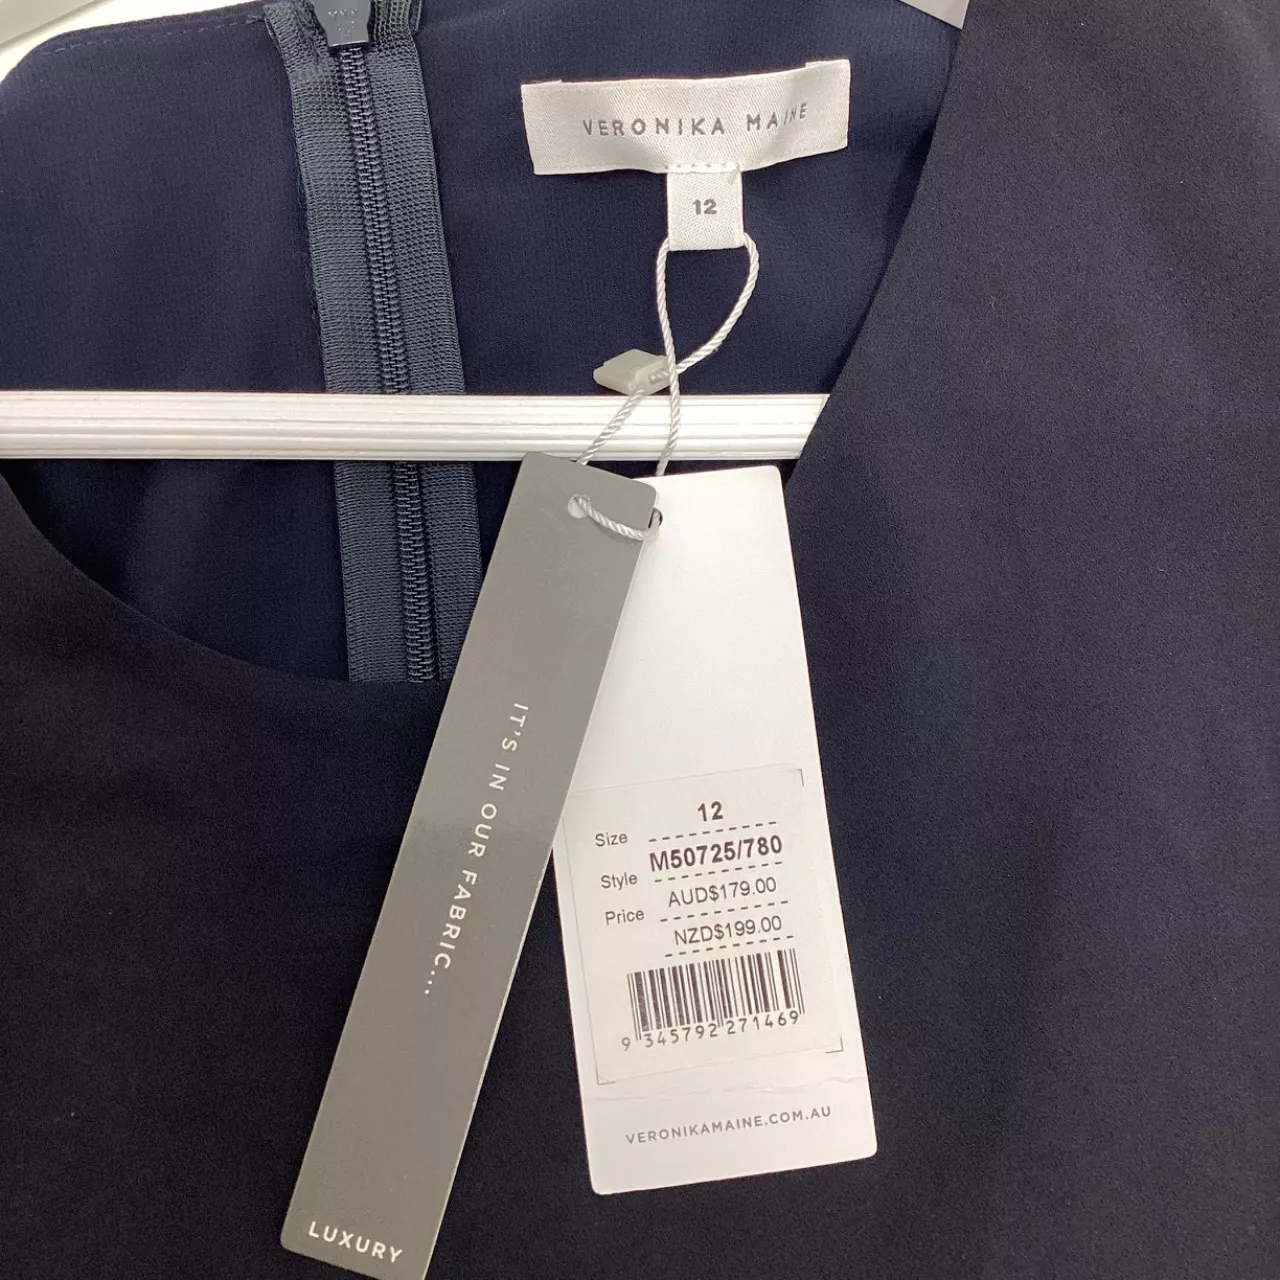 VERONIKA MAINE
12
IT'S IN OUR FABRIC...
LUXURY
Size 12
Style M50725/780
Price AUD$179.00
NZD$199.00
9 345792 271469
VERONIKAMAINE.COM.AU